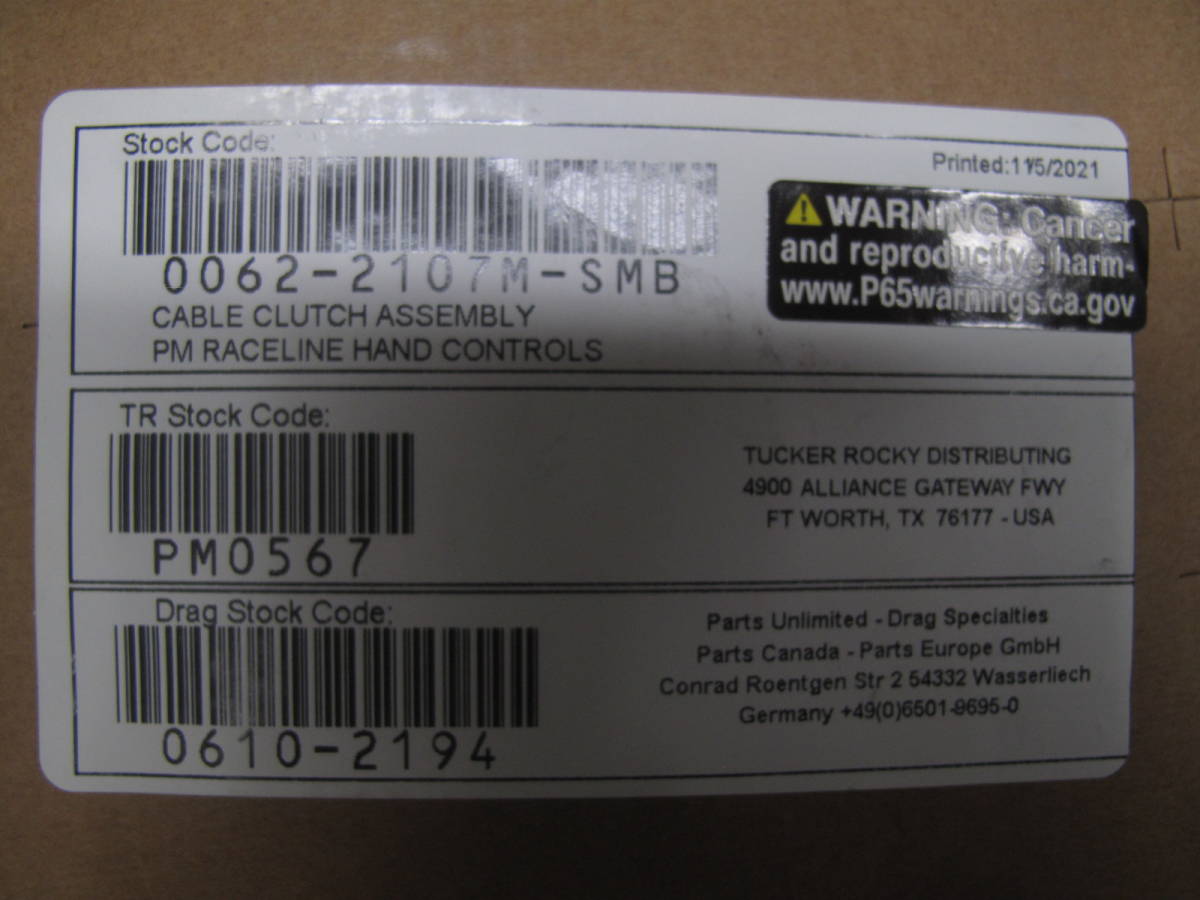 Stock Code:
Printed:11/5/2021
0062-2107M-SMB
CABLE CLUTCH ASSEMBLY
PM RACELINE HAND CONTROLS
WARNING: Cancer
and reproductive harm-
www.P65warnings.ca.gov
TR Stock Code:
PM0567
TUCKER ROCKY DISTRIBUTING
4900 ALLIANCE GATEWAY FWY
FT WORTH, TX 76177 - USA
Drag Stock Code:
0610-2194
Parts Unlimited - Drag Specialties
Parts Canada - Parts Europe GmbH
Conrad Roentgen Str 2 54332 Wasserliech
Germany +49(0)6501-9695-0